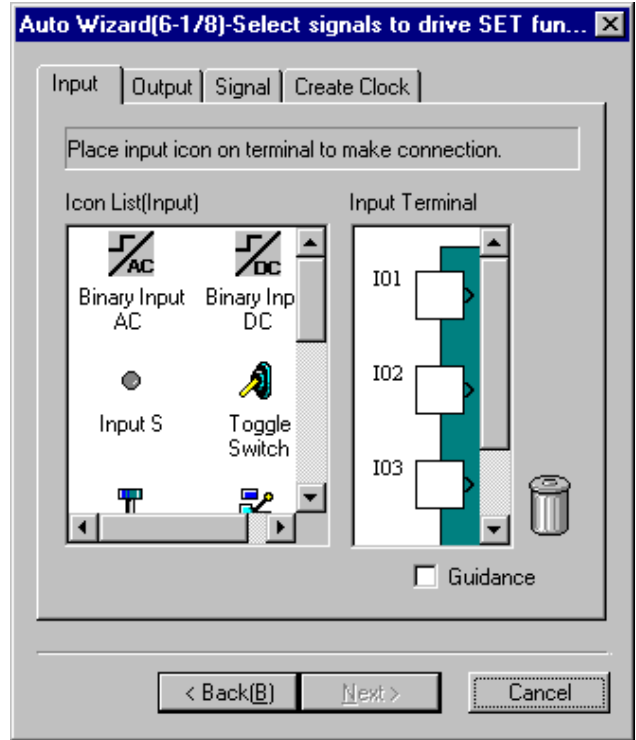 Auto Wizard(6-1/8)-Select signals to drive SET fun...
Input
Output
Signal
Create Clock
Place input icon on terminal to make connection.
Icon List(Input)
Input Terminal
AC
DC
Binary Input
AC
Binary Inp
DC
Input S
Toggle
Switch
I01
I02
I03
Guidance
< Back(B)
Next >
Cancel